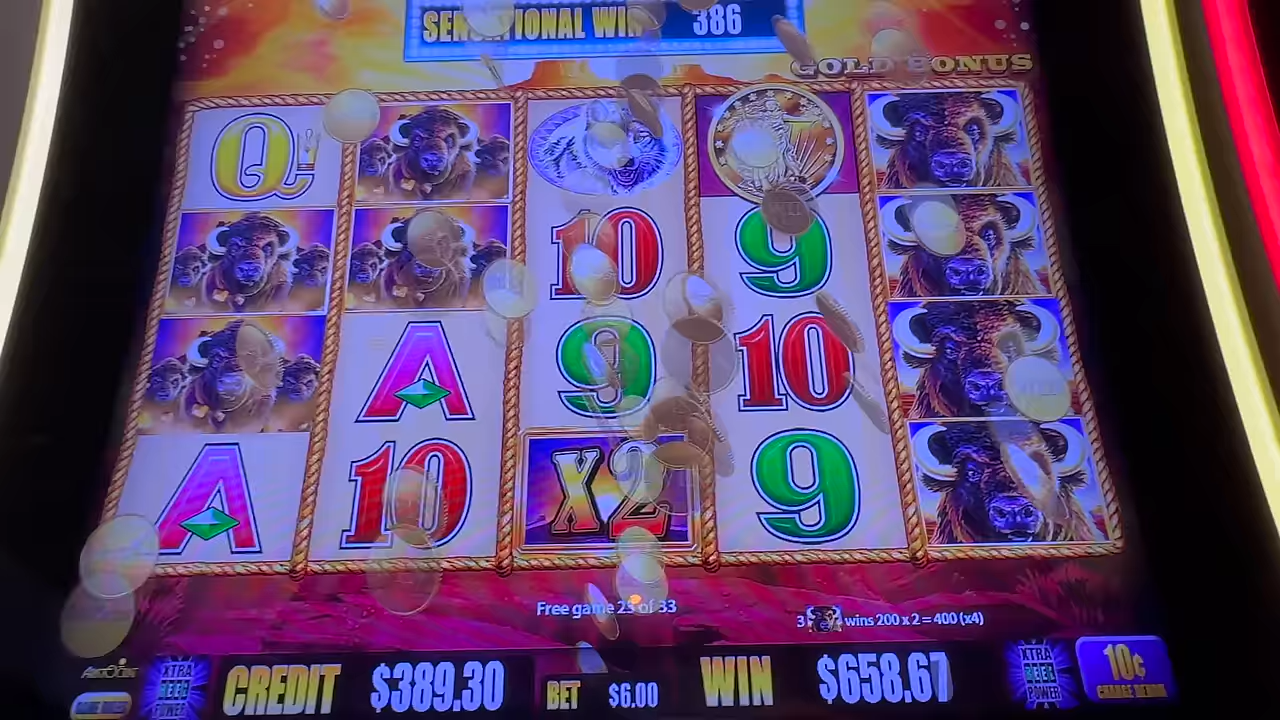 SENSATIONAL WIN 386
GOLD BONUS
Q
10 9
A 9 10
A 10 X2 9
Free game 25 of 33
3 wins 200 x 2 = 400 (x4)
XTRA REEL POWER CREDIT $389.30 BET $6.00 WIN $658.67 XTRA REEL POWER 10¢
CHANGE DENOM